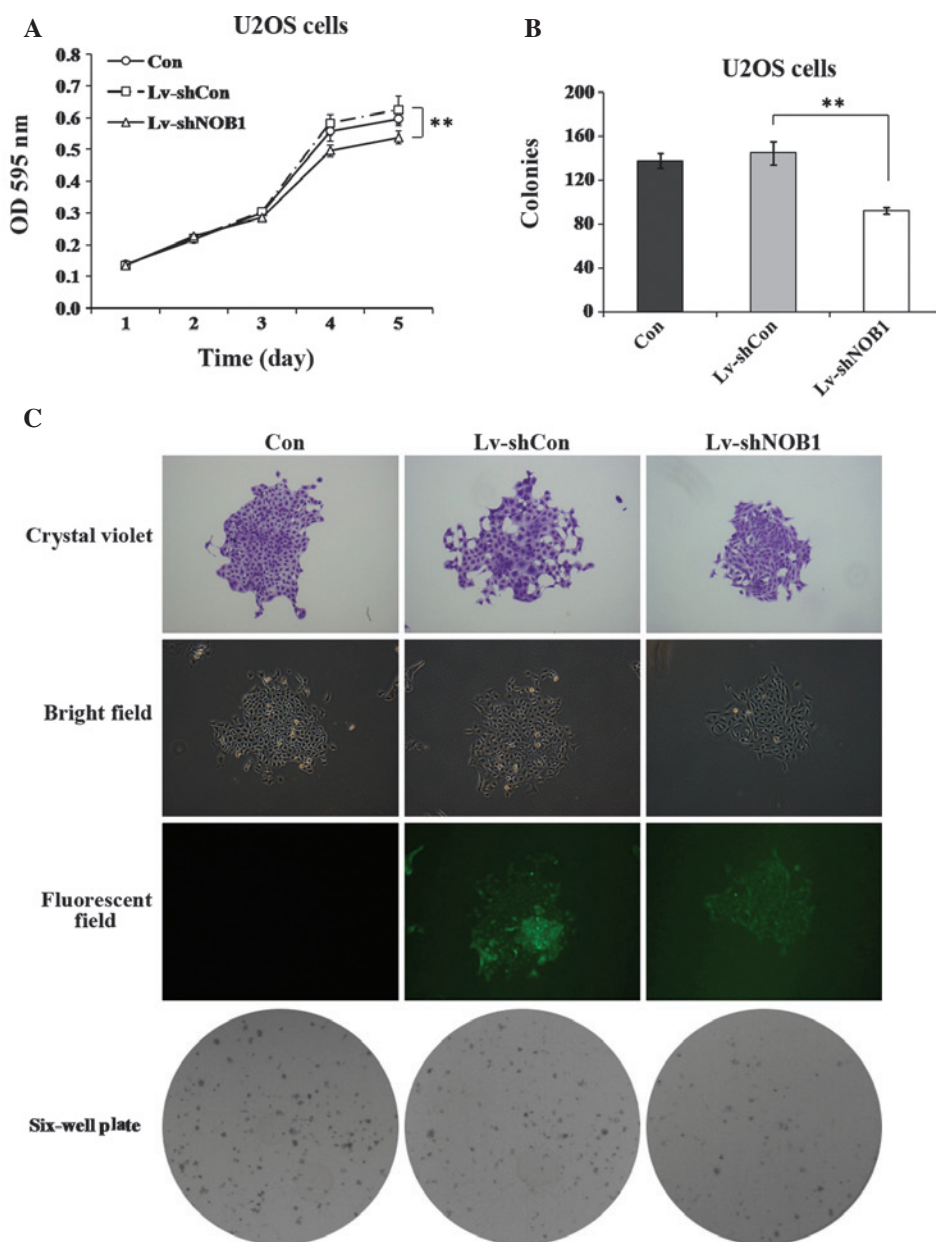 A
U2OS cells
0.8
0.7
0.6
0.5
0.4
0.3
0.2
0.1
0.0
OD 595 nm
Con
Lv-shCon
Lv-shNOB1
**
1 2 3 4 5
Time (day)
B
U2OS cells
200
160
120
80
40
0
Colonies
**
Con
Lv-shCon
Lv-shNOB1
C
Con Lv-shCon Lv-shNOB1
Crystal violet
Bright field
Fluorescent
field
Six-well plate